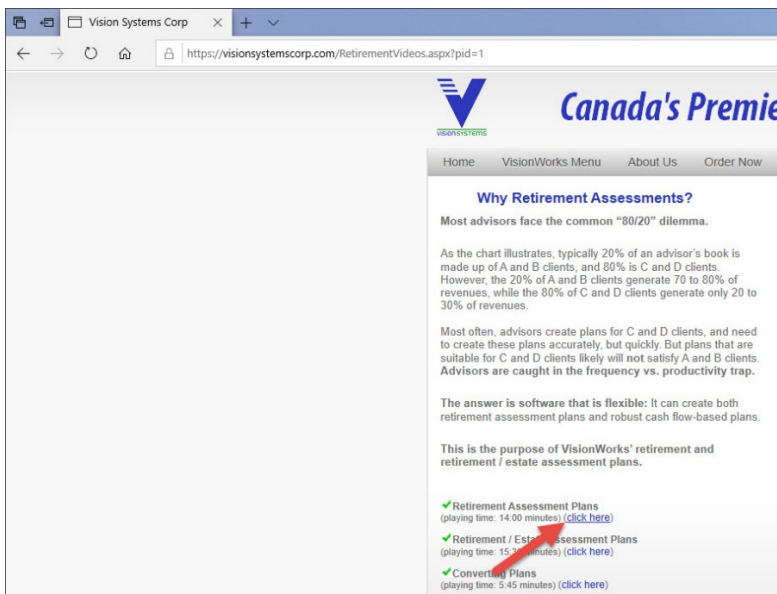 Vision Systems Corp
https://visionsystemscorp.com/RetirementVideos.aspx?pid=1
VISIONSYSTEMS
Canada's Premie
Home VisionWorks Menu About Us Order Now
Why Retirement Assessments?
Most advisors face the common “80/20” dilemma.
As the chart illustrates, typically 20% of an advisor's book is
made up of A and B clients, and 80% is C and D clients.
However, the 20% of A and B clients generate 70 to 80% of
revenues, while the 80% of C and D clients generate only 20 to
30% of revenues.
Most often, advisors create plans for C and D clients, and need
to create these plans accurately, but quickly. But plans that are
suitable for C and D clients likely will not satisfy A and B clients.
Advisors are caught in the frequency vs. productivity trap.
The answer is software that is flexible: It can create both
retirement assessment plans and robust cash flow-based plans.
This is the purpose of VisionWorks' retirement and
retirement / estate assessment plans.
Retirement Assessment Plans
(playing time: 14:00 minutes) (click here)
Retirement / Estate Assessment Plans
(playing time: minutes) (click here)
Converting Plans
(playing time: 5:45 minutes) (click here)